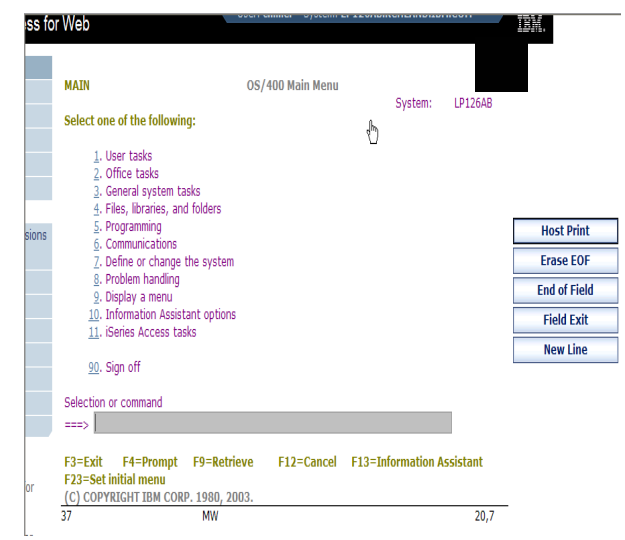 ess for Web
IBM.
MAIN OS/400 Main Menu
System: LP126AB
Select one of the following:
1. User tasks
2. Office tasks
3. General system tasks
4. Files, libraries, and folders
5. Programming
6. Communications
7. Define or change the system
8. Problem handling
9. Display a menu
10. Information Assistant options
11. iSeries Access tasks
90. Sign off
Selection or command
===>
F3=Exit F4=Prompt F9=Retrieve F12=Cancel F13=Information Assistant
F23=Set initial menu
(C) COPYRIGHT IBM CORP. 1980, 2003.
37 MW 20,7
sions
or
Host Print
Erase EOF
End of Field
Field Exit
New Line